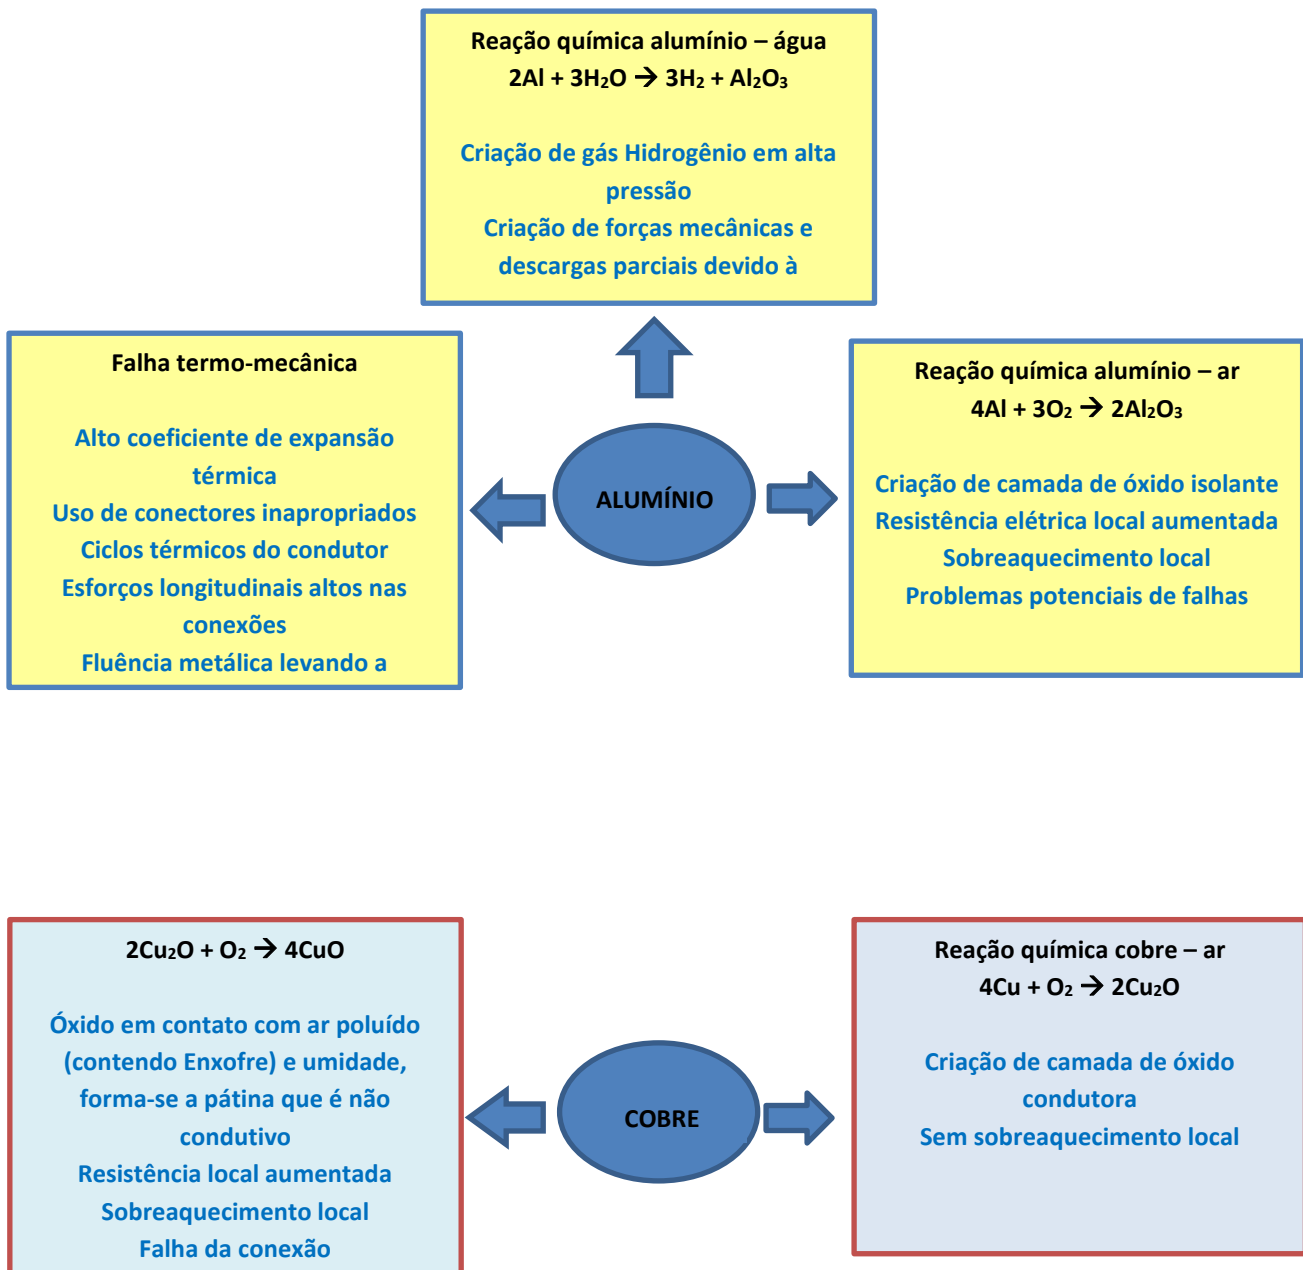 Reação química alumínio – água
2Al + 3H₂O → 3H₂ + Al₂O₃
Criação de gás Hidrogênio em alta
pressão
Criação de forças mecânicas e
descargas parciais devido à
Falha termo-mecânica
Alto coeficiente de expansão
térmica
Uso de conectores inapropriados
Ciclos térmicos do condutor
Esforços longitudinais altos nas
conexões
Fluência metálica levando a
ALUMÍNIO
Reação química alumínio – ar
4Al + 3O₂ → 2Al₂O₃
Criação de camada de óxido isolante
Resistência elétrica local aumentada
Sobreaquecimento local
Problemas potenciais de falhas
2Cu₂O + O₂ → 4CuO
Óxido em contato com ar poluído
(contendo Enxofre) e umidade,
forma-se a pátina que é não
condutivo
Resistência local aumentada
Sobreaquecimento local
Falha da conexão
COBRE
Reação química cobre – ar
4Cu + O₂ → 2Cu₂O
Criação de camada de óxido
condutora
Sem sobreaquecimento local